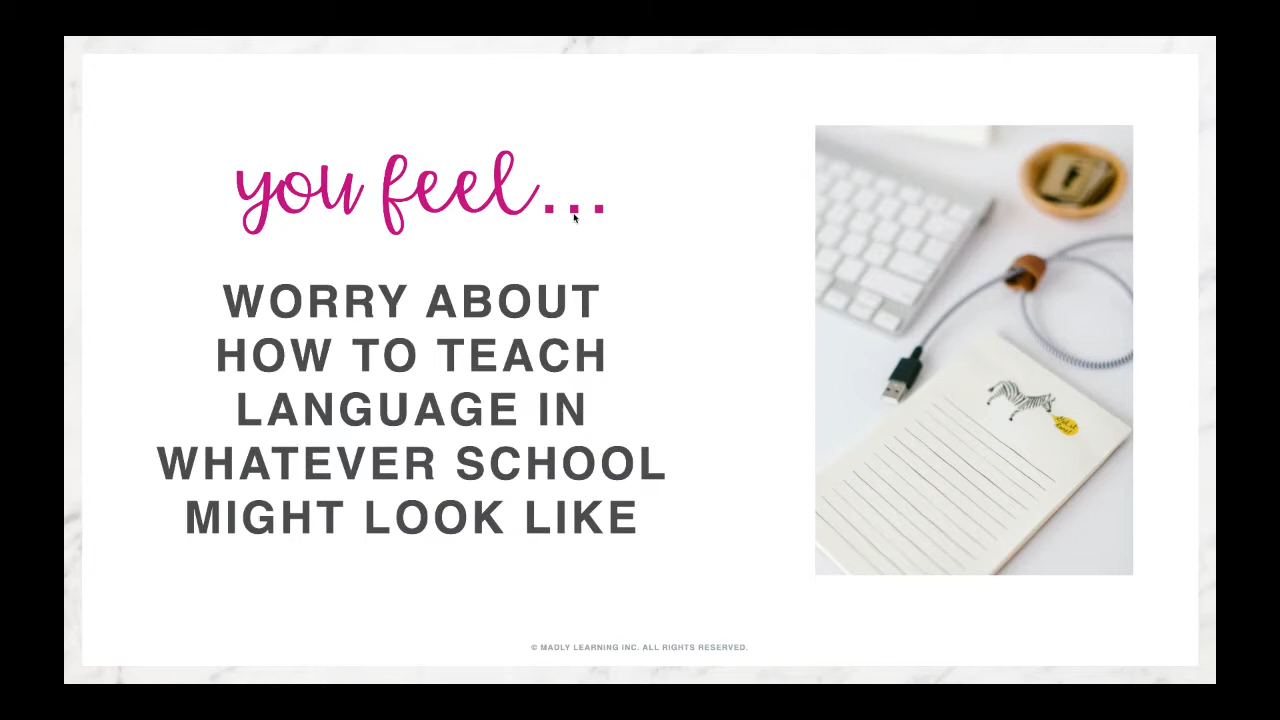 you feel...
WORRY ABOUT
HOW TO TEACH
LANGUAGE IN
WHATEVER SCHOOL
MIGHT LOOK LIKE
© MADLY LEARNING INC. ALL RIGHTS RESERVED.